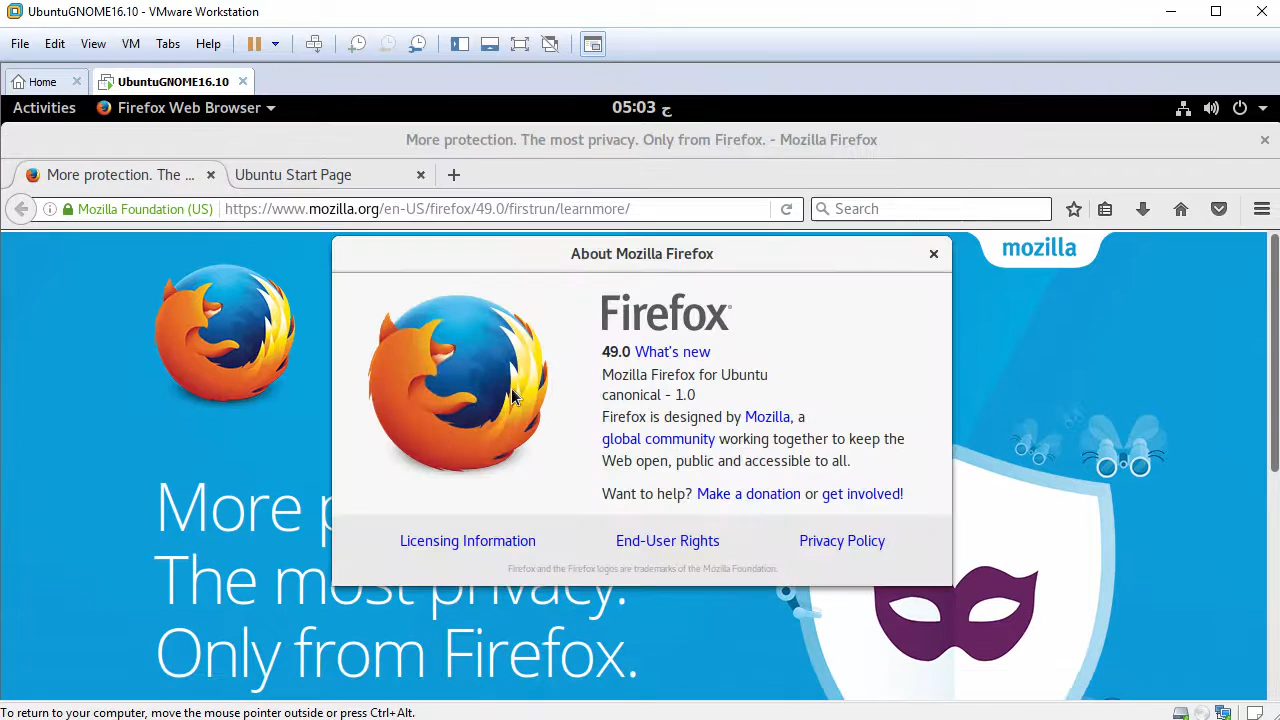 UbuntuGNOME16.10 - VMware Workstation
File Edit View VM Tabs Help
Home UbuntuGNOME16.10
Activities Firefox Web Browser 05:03 ج
More protection. The most privacy. Only from Firefox. - Mozilla Firefox
More protection. The ... Ubuntu Start Page
Mozilla Foundation (US) https://www.mozilla.org/en-US/firefox/49.0/firstrun/learnmore/ Search
mozilla
About Mozilla Firefox
Firefox
49.0 What's new
Mozilla Firefox for Ubuntu
canonical - 1.0
Firefox is designed by Mozilla, a
global community working together to keep the
Web open, public and accessible to all.
Want to help? Make a donation or get involved!
Licensing Information End-User Rights Privacy Policy
Firefox and the Firefox logos are trademarks of the Mozilla Foundation.
More p
The most privacy.
Only from Firefox.
To return to your computer, move the mouse pointer outside or press Ctrl+Alt.